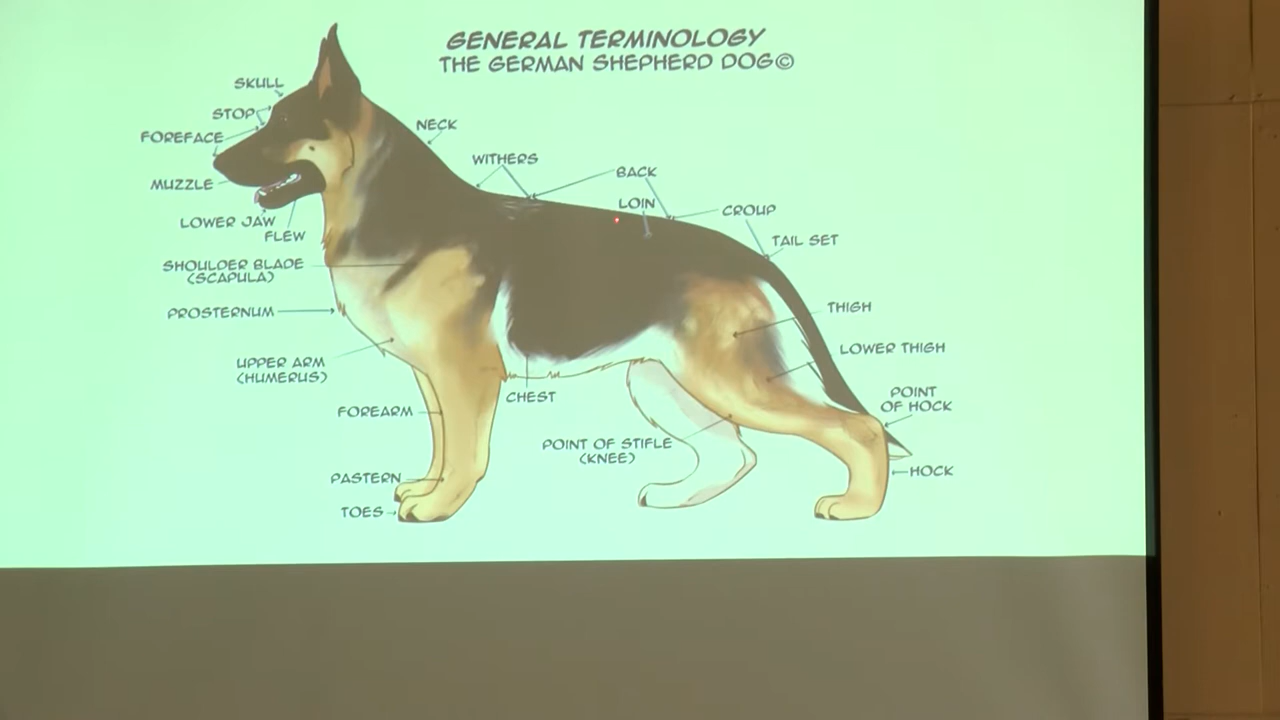 GENERAL TERMINOLOGY
THE GERMAN SHEPHERD DOG©
SKULL
STOP
FOREFACE
MUZZLE
LOWER JAW
FLEW
NECK
WITHERS
BACK
LOIN
CROUP
TAIL SET
SHOULDER BLADE
(SCAPULA)
PROSTERNUM
UPPER ARM
(HUMERUS)
FOREARM
PASTERN
TOES
CHEST
POINT OF STIFLE
(KNEE)
THIGH
LOWER THIGH
POINT
OF HOCK
HOCK